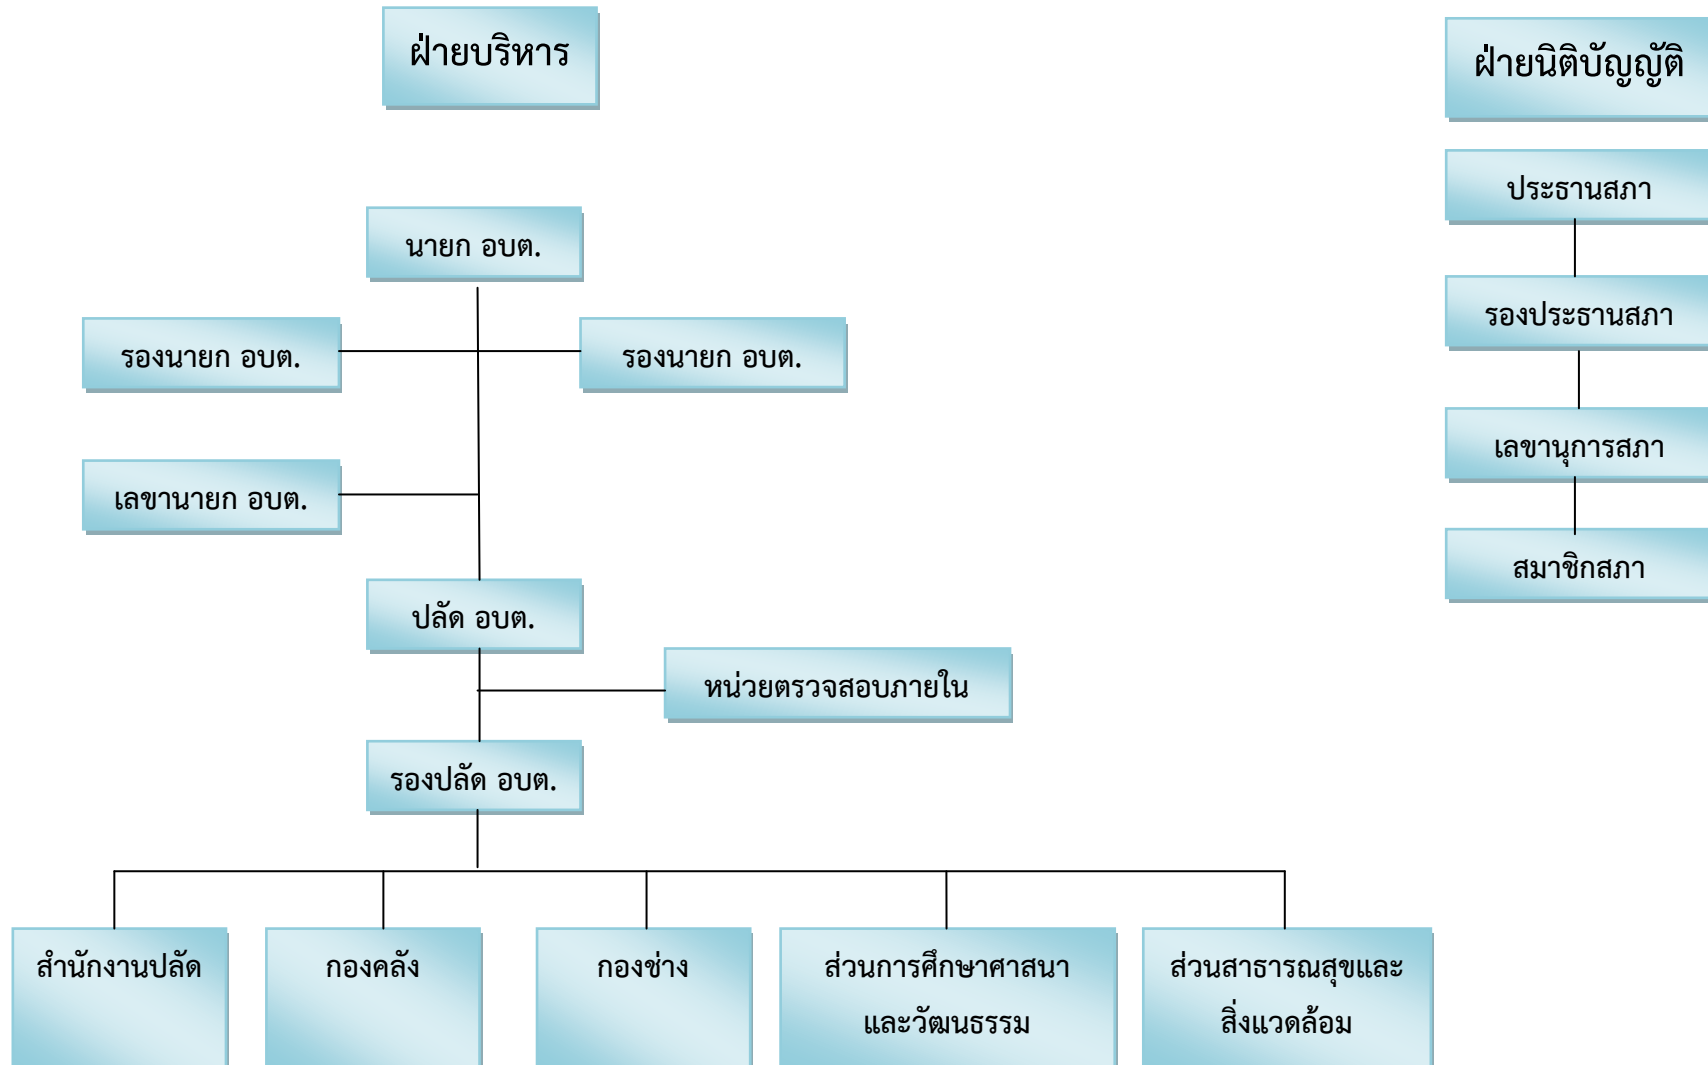 ฝ่ายบริหาร
ฝ่ายนิติบัญญัติ
ประธานสภา
นายก อบต.
รองประธานสภา
รองนายก อบต.
รองนายก อบต.
เลขานุการสภา
เลขานายก อบต.
สมาชิกสภา
ปลัด อบต.
หน่วยตรวจสอบภายใน
รองปลัด อบต.
สำนักงานปลัด
กองคลัง
กองช่าง
ส่วนการศึกษาศาสนา
และวัฒนธรรม
ส่วนสาธารณสุขและ
สิ่งแวดล้อม